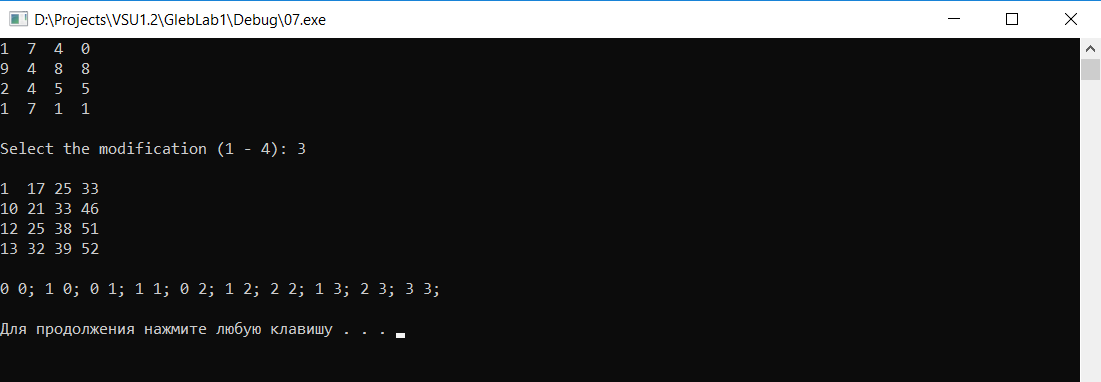 D:\Projects\VSU1.2\GlebLab1\Debug\07.exe
1  7  4  0
9  4  8  8
2  4  5  5
1  7  1  1
Select the modification (1 - 4): 3
1  17 25 33
10 21 33 46
12 25 38 51
13 32 39 52
0 0; 1 0; 0 1; 1 1; 0 2; 1 2; 2 2; 1 3; 2 3; 3 3;
Для продолжения нажмите любую клавишу . . .